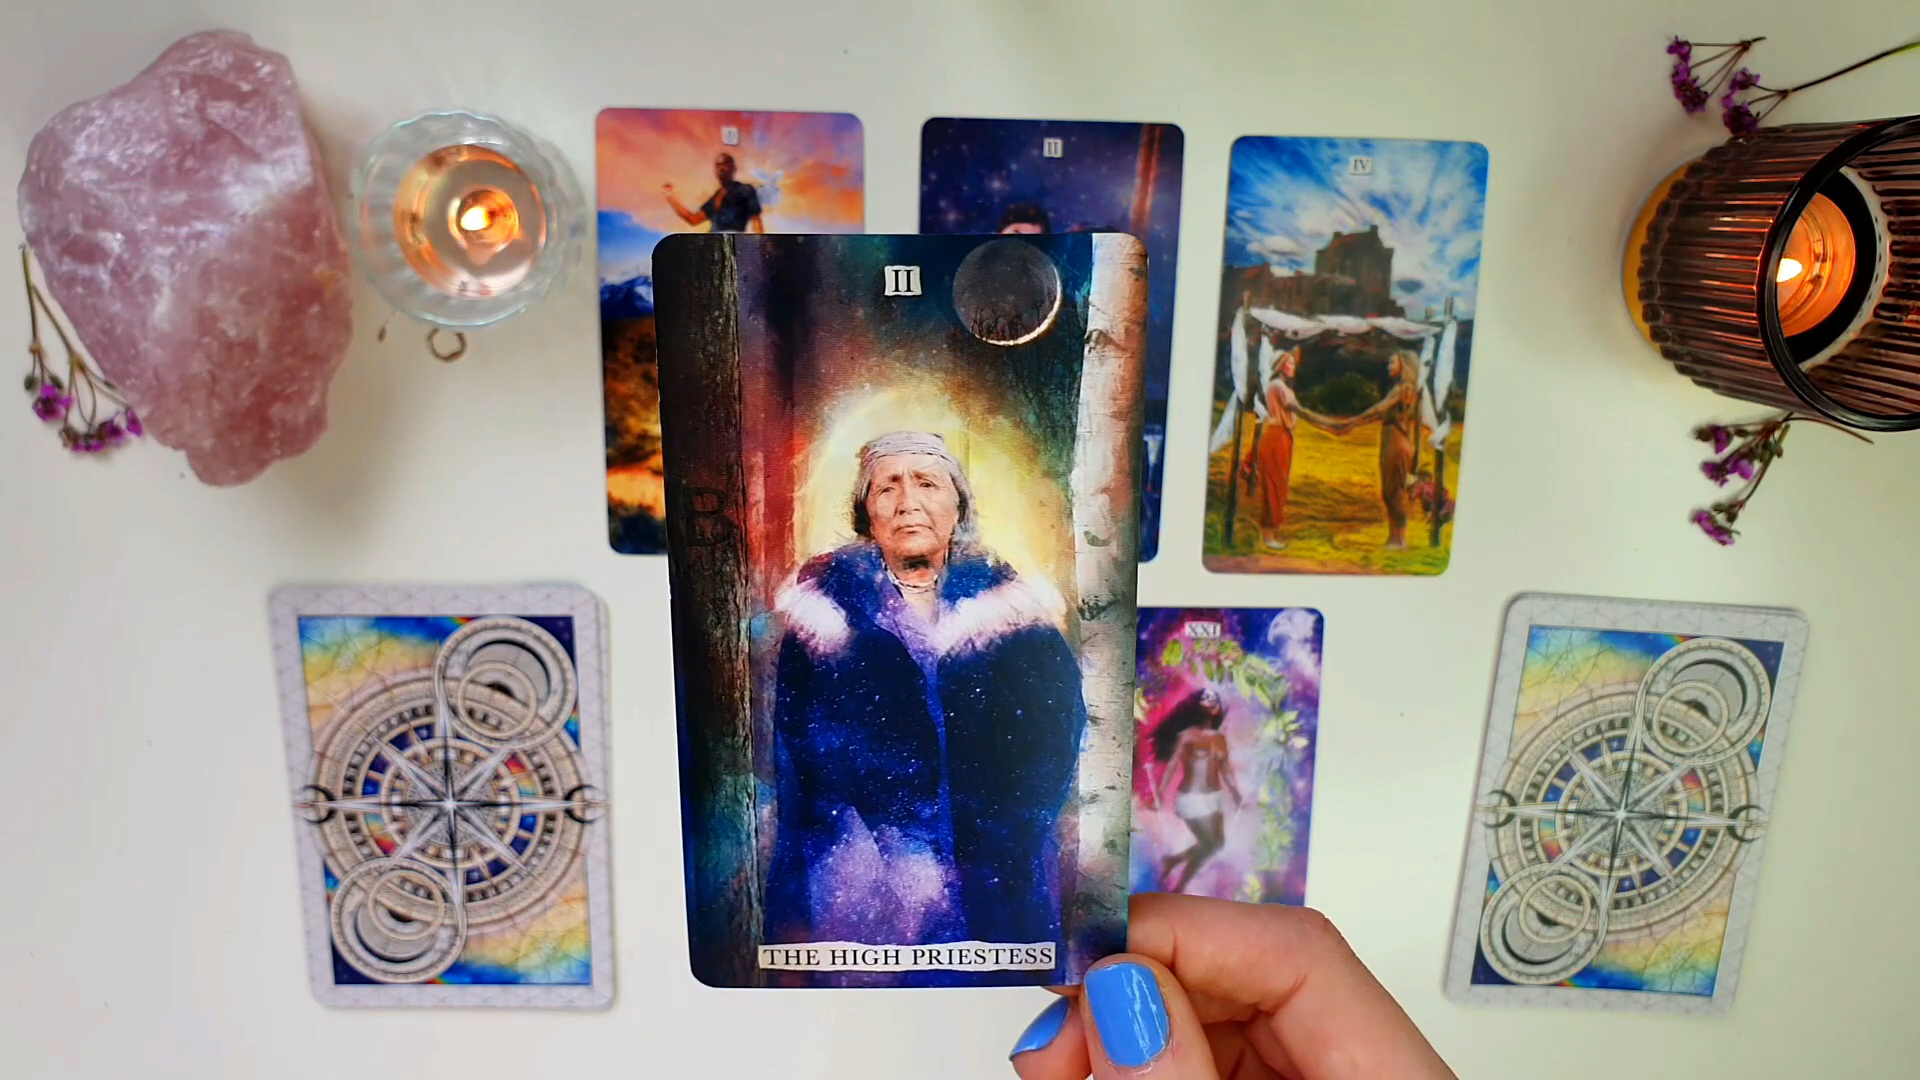 I
II
IV
II
B
XXI
THE HIGH PRIESTESS